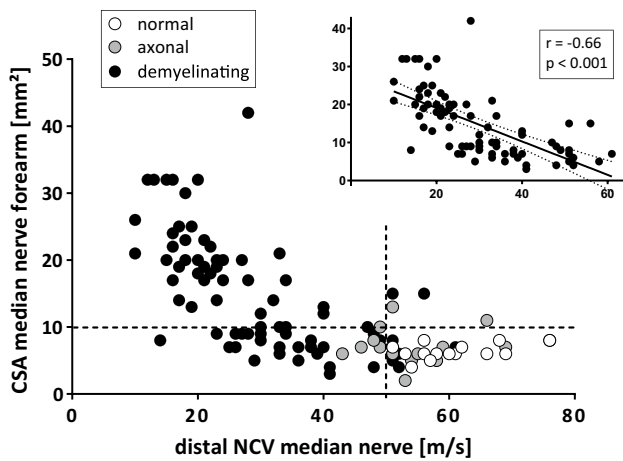 normal
axonal
demyelinating
40
30
20
10
0
20
40
60
r = -0.66
p < 0.001
CSA median nerve forearm [mm²]
50
40
30
20
10
0
0
20
40
60
80
distal NCV median nerve [m/s]